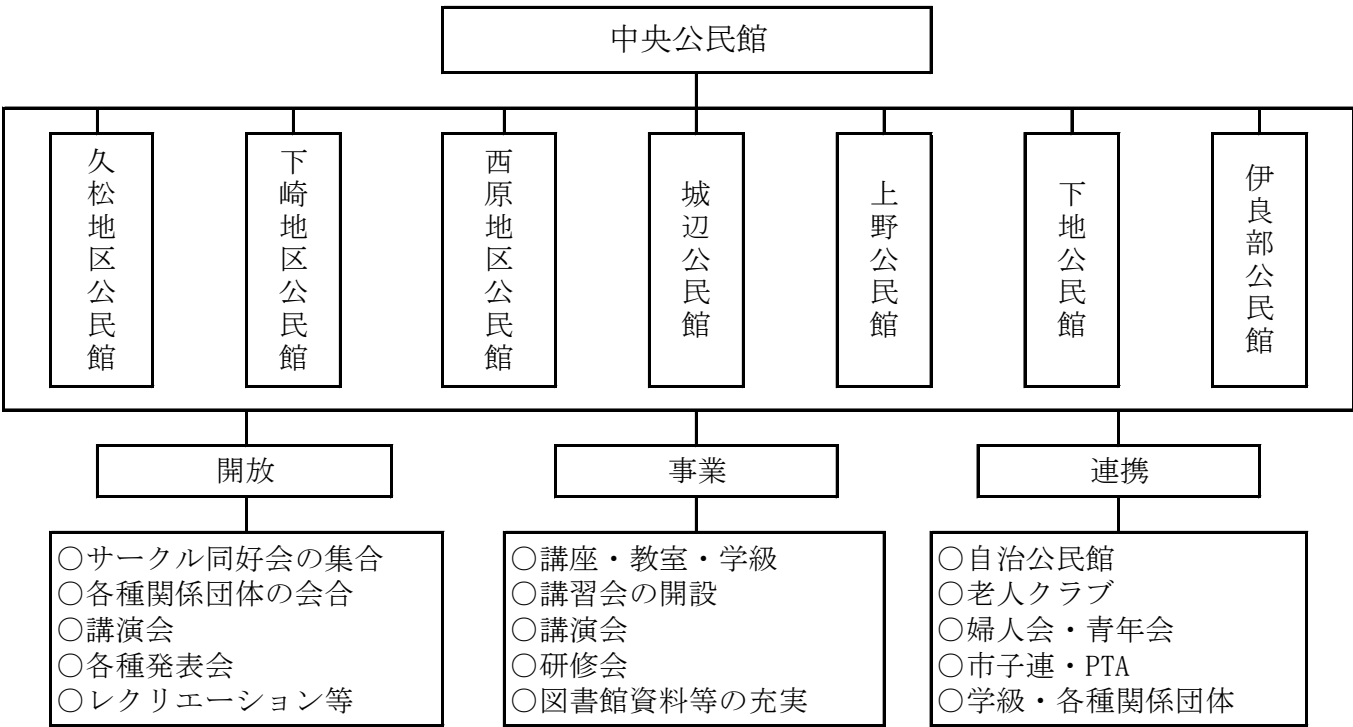 中央公民館
久松地区公民館
下崎地区公民館
西原地区公民館
城辺公民館
上野公民館
下地公民館
伊良部公民館
開放
○サークル同好会の集合
○各種関係団体の会合
○講演会
○各種発表会
○レクリエーション等
事業
○講座・教室・学級
○講習会の開設
○講演会
○研修会
○図書館資料等の充実
連携
○自治公民館
○老人クラブ
○婦人会・青年会
○市子連・PTA
○学級・各種関係団体